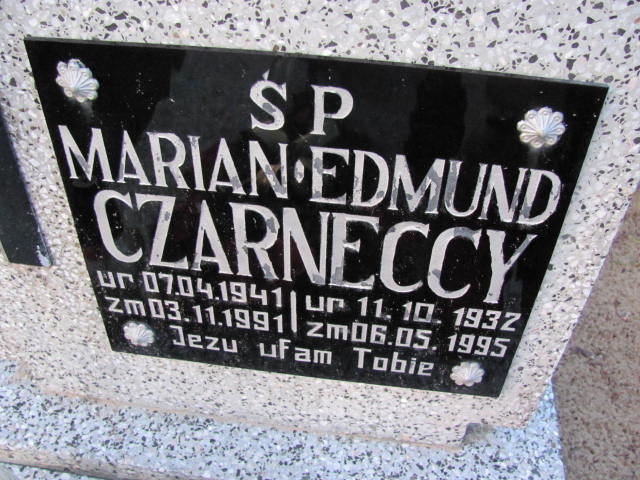 Ś P
MARIAN · EDMUND
CZARNECCY
ur 07.04.1941 | ur 11.10.1932
zm 03.11.1991 | zm 06.05.1995
Jezu ufam Tobie